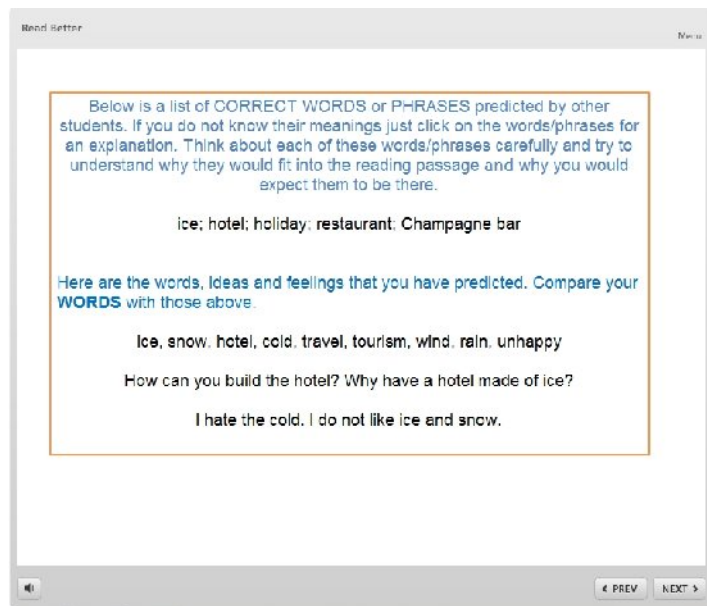 Read Better
Menu
Below is a list of CORRECT WORDS or PHRASES predicted by other
students. If you do not know their meanings just click on the words/phrases for
an explanation. Think about each of these words/phrases carefully and try to
understand why they would fit into the reading passage and why you would
expect them to be there.
ice; hotel; holiday; restaurant; Champagne bar
Here are the words, ideas and feelings that you have predicted. Compare your
WORDS with those above.
Ice, snow, hotel, cold, travel, tourism, wind, rain, unhappy
How can you build the hotel? Why have a hotel made of ice?
I hate the cold. I do not like ice and snow.
PREV
NEXT